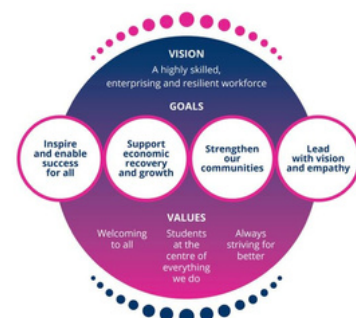 VISION
A highly skilled,
enterprising and resilient workforce
GOALS
Inspire
and enable
success
for all
Support
economic
recovery
and growth
Strengthen
our
communities
Lead
with vision
and empathy
VALUES
Welcoming
to all
Students
at the
centre of
everything
we do
Always
striving for
better